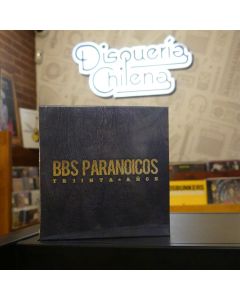 Disquería
Chilena
BBS PARANOICOS
TREINTA AÑOS